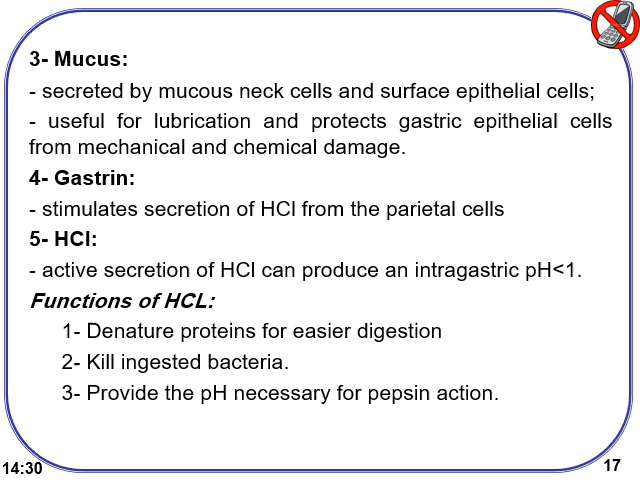 3- Mucus:
- secreted by mucous neck cells and surface epithelial cells;
- useful for lubrication and protects gastric epithelial cells
from mechanical and chemical damage.
4- Gastrin:
- stimulates secretion of HCl from the parietal cells
5- HCl:
- active secretion of HCl can produce an intragastric pH<1.
Functions of HCL:
1- Denature proteins for easier digestion
2- Kill ingested bacteria.
3- Provide the pH necessary for pepsin action.
14:30
17